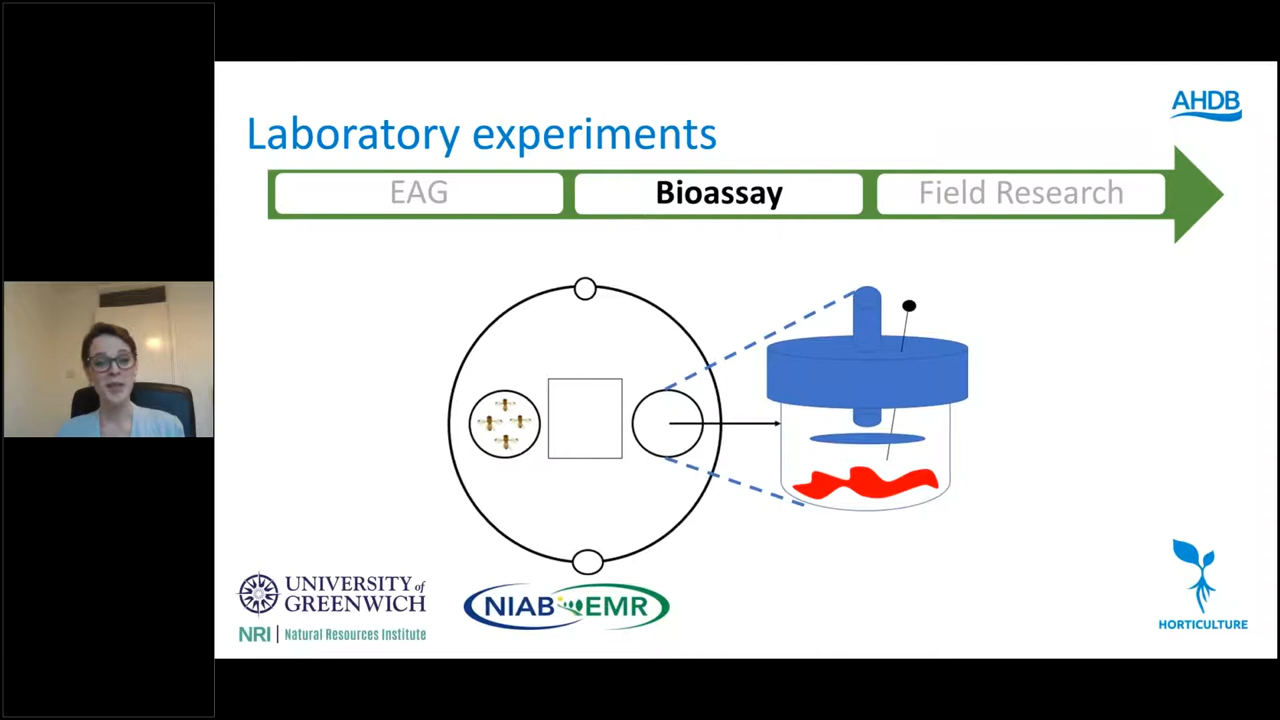 AHDB
Laboratory experiments
EAG
Bioassay
Field Research
UNIVERSITY of
GREENWICH
NRI | Natural Resources Institute
NIAB EMR
HORTICULTURE